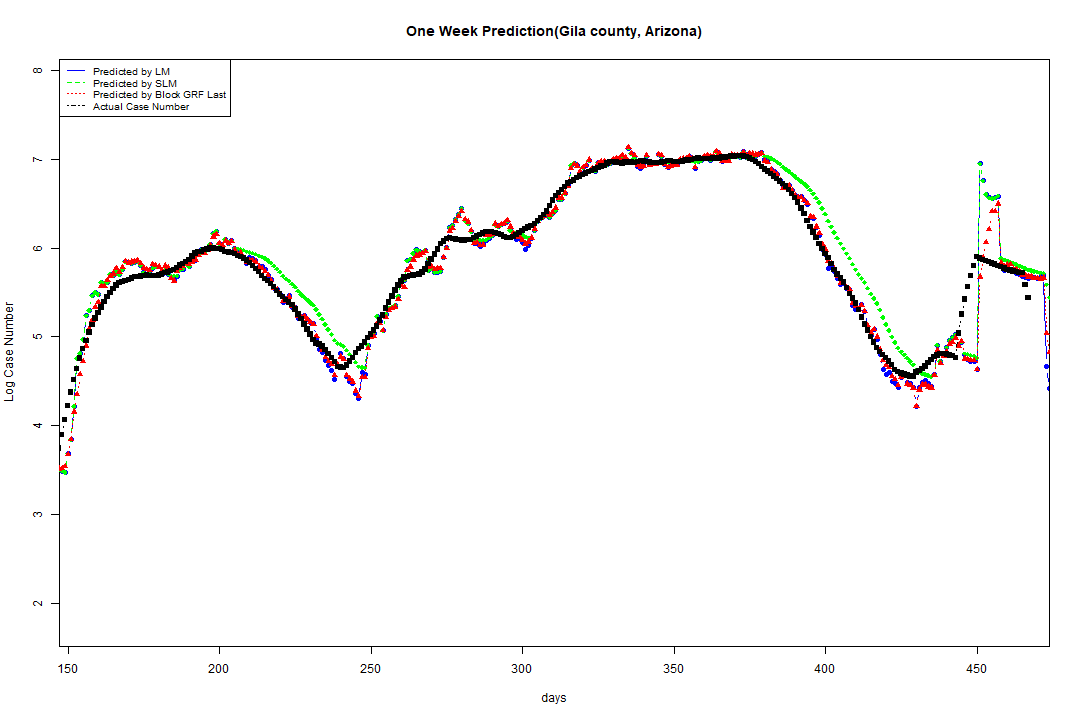 One Week Prediction(Gila county, Arizona)
Predicted by LM
Predicted by SLM
Predicted by Block GRF Last
Actual Case Number
8
7
6
5
4
3
2
Log Case Number
150 200 250 300 350 400 450
days